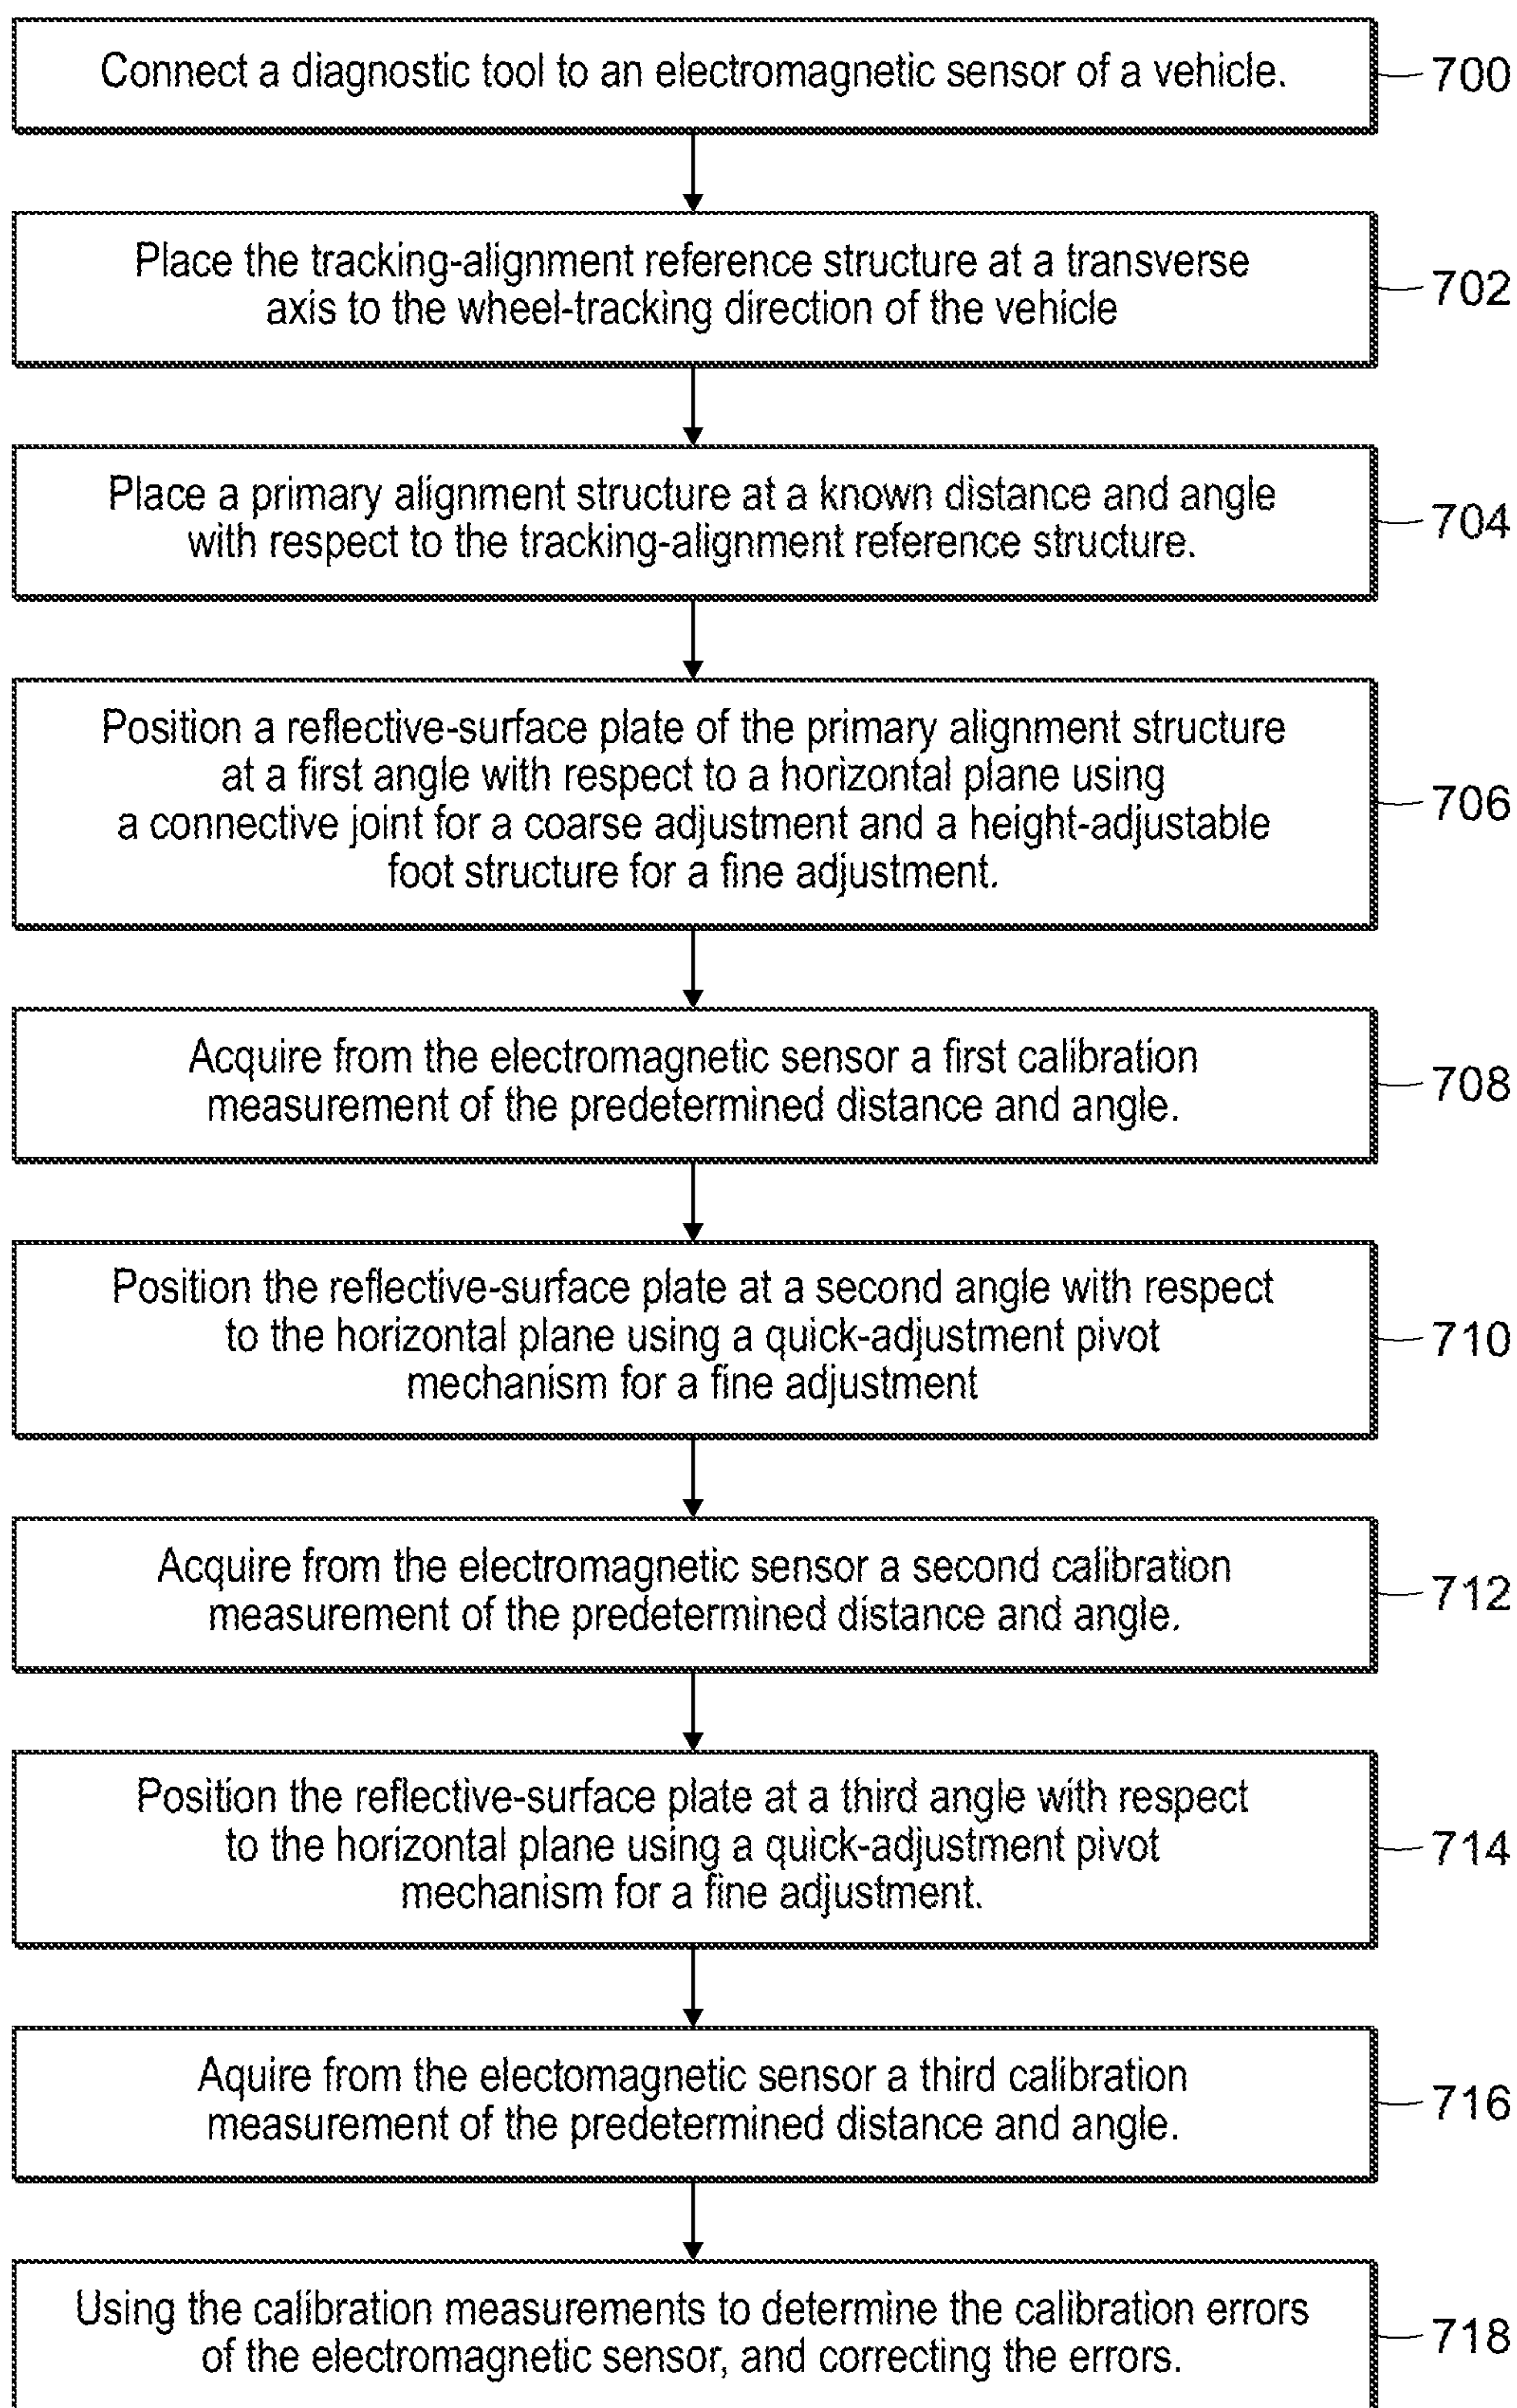 Connect a diagnostic tool to an electromagnetic sensor of a vehicle.
700
Place the tracking-alignment reference structure at a transverse
axis to the wheel-tracking direction of the vehicle
702
Place a primary alignment structure at a known distance and angle
with respect to the tracking-alignment reference structure.
704
Position a reflective-surface plate of the primary alignment structure
at a first angle with respect to a horizontal plane using
a connective joint for a coarse adjustment and a height-adjustable
foot structure for a fine adjustment.
706
Acquire from the electromagnetic sensor a first calibration
measurement of the predetermined distance and angle.
708
Position the reflective-surface plate at a second angle with respect
to the horizontal plane using a quick-adjustment pivot
mechanism for a fine adjustment
710
Acquire from the electromagnetic sensor a second calibration
measurement of the predetermined distance and angle.
712
Position the reflective-surface plate at a third angle with respect
to the horizontal plane using a quick-adjustment pivot
mechanism for a fine adjustment.
714
Aquire from the electomagnetic sensor a third calibration
measurement of the predetermined distance and angle.
716
Using the calibration measurements to determine the calibration errors
of the electromagnetic sensor, and correcting the errors.
718